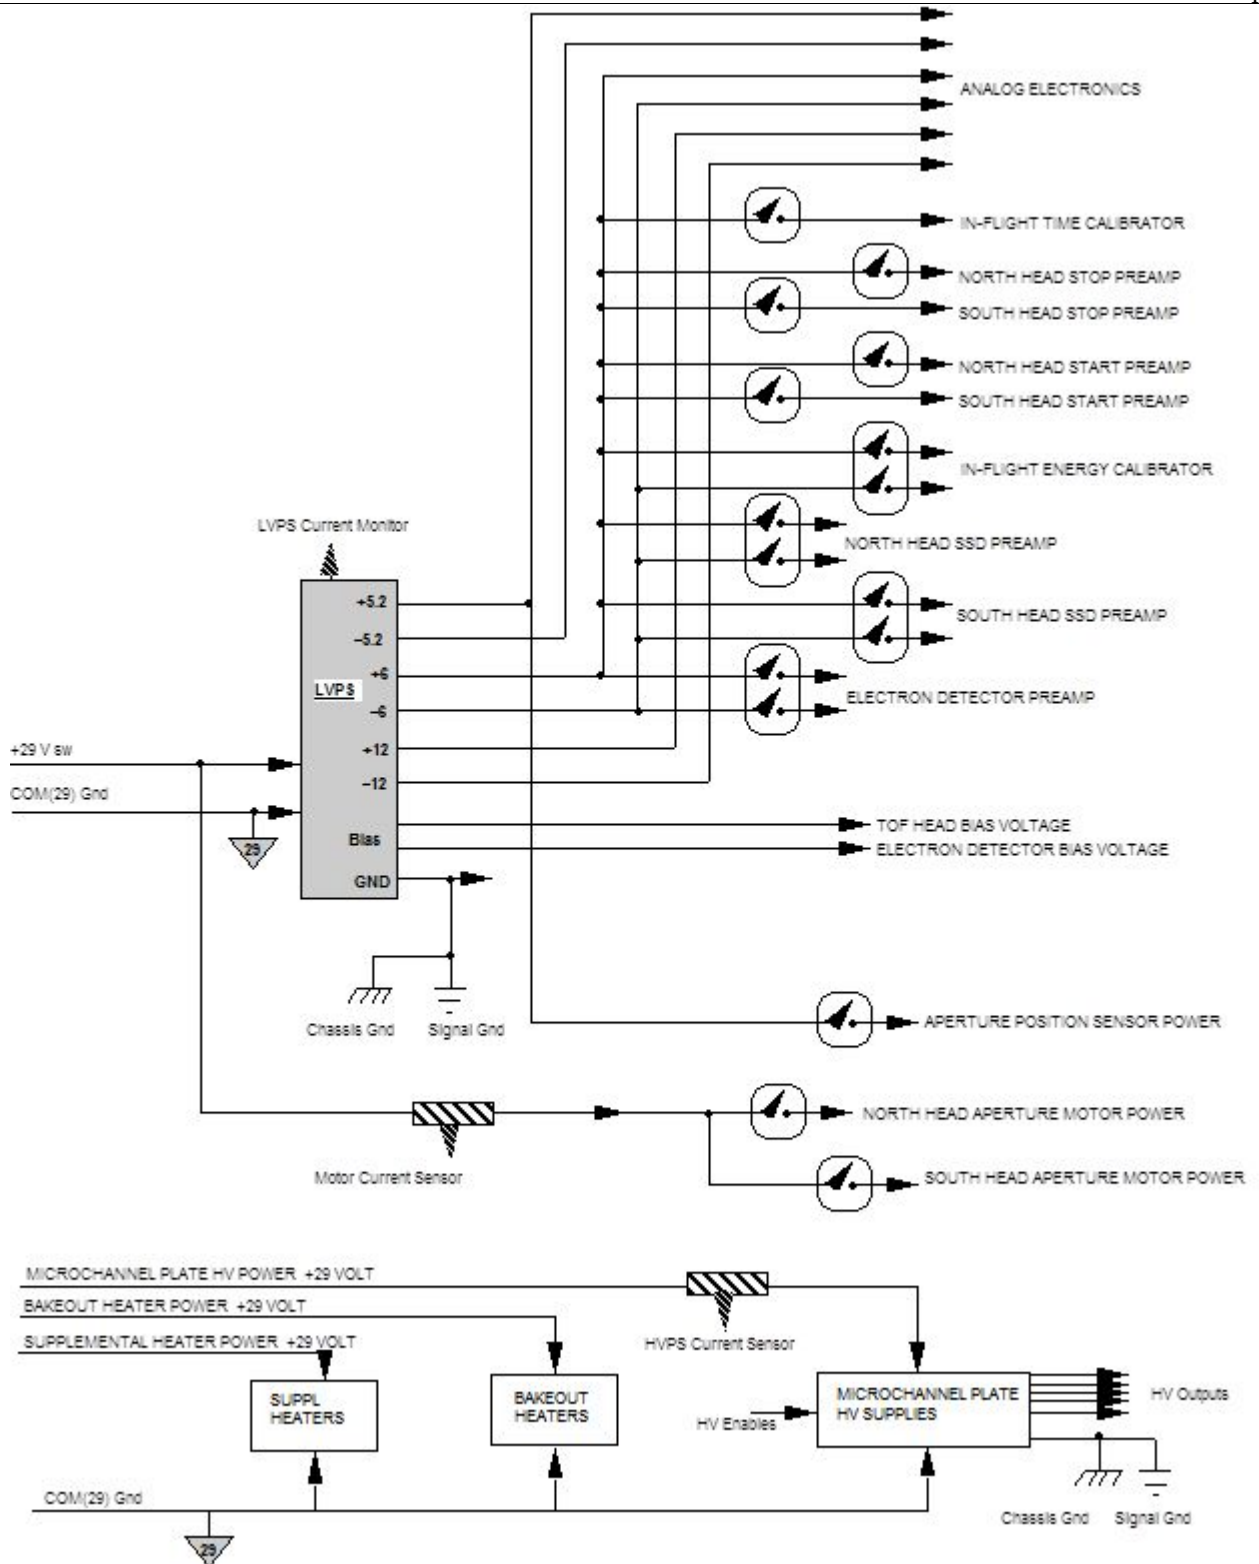 ANALOG ELECTRONICS
IN-FLIGHT TIME CALIBRATOR
NORTH HEAD STOP PREAMP
SOUTH HEAD STOP PREAMP
NORTH HEAD START PREAMP
SOUTH HEAD START PREAMP
IN-FLIGHT ENERGY CALIBRATOR
LVPS Current Monitor
NORTH HEAD SSD PREAMP
+5.2
SOUTH HEAD SSD PREAMP
-5.2
+6
LVPS
ELECTRON DETECTOR PREAMP
-6
+29 V sw
+12
-12
COM(29) Gnd
TOF HEAD BIAS VOLTAGE
29
Bias
ELECTRON DETECTOR BIAS VOLTAGE
GND
Chassis Gnd
Signal Gnd
APERTURE POSITION SENSOR POWER
NORTH HEAD APERTURE MOTOR POWER
Motor Current Sensor
SOUTH HEAD APERTURE MOTOR POWER
MICROCHANNEL PLATE HV POWER +29 VOLT
BAKEOUT HEATER POWER +29 VOLT
SUPPLEMENTAL HEATER POWER +29 VOLT
HVPS Current Sensor
SUPPL
HEATERS
BAKEOUT
HEATERS
MICROCHANNEL PLATE
HV SUPPLIES
HV Outputs
HV Enables
COM(29) Gnd
Chassis Gnd
Signal Gnd
29